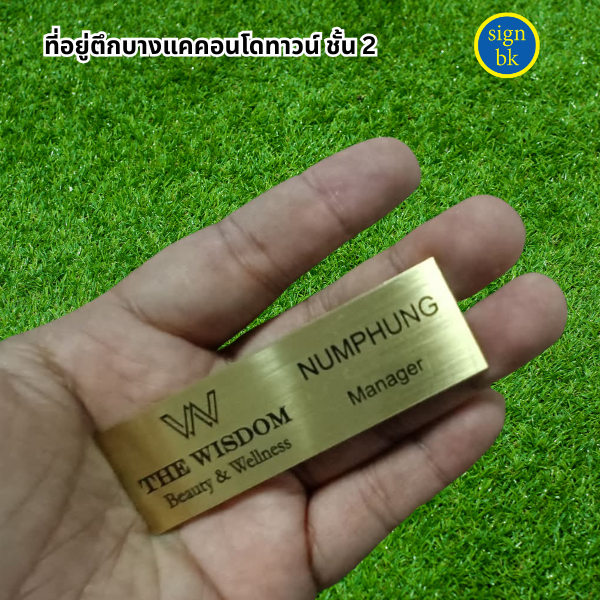 ที่อยู่ตึกบางแคคอนโดทาวน์ ชั้น 2
sign
bk
NUMPHUNG
Manager
W
THE WISDOM
Beauty & Wellness